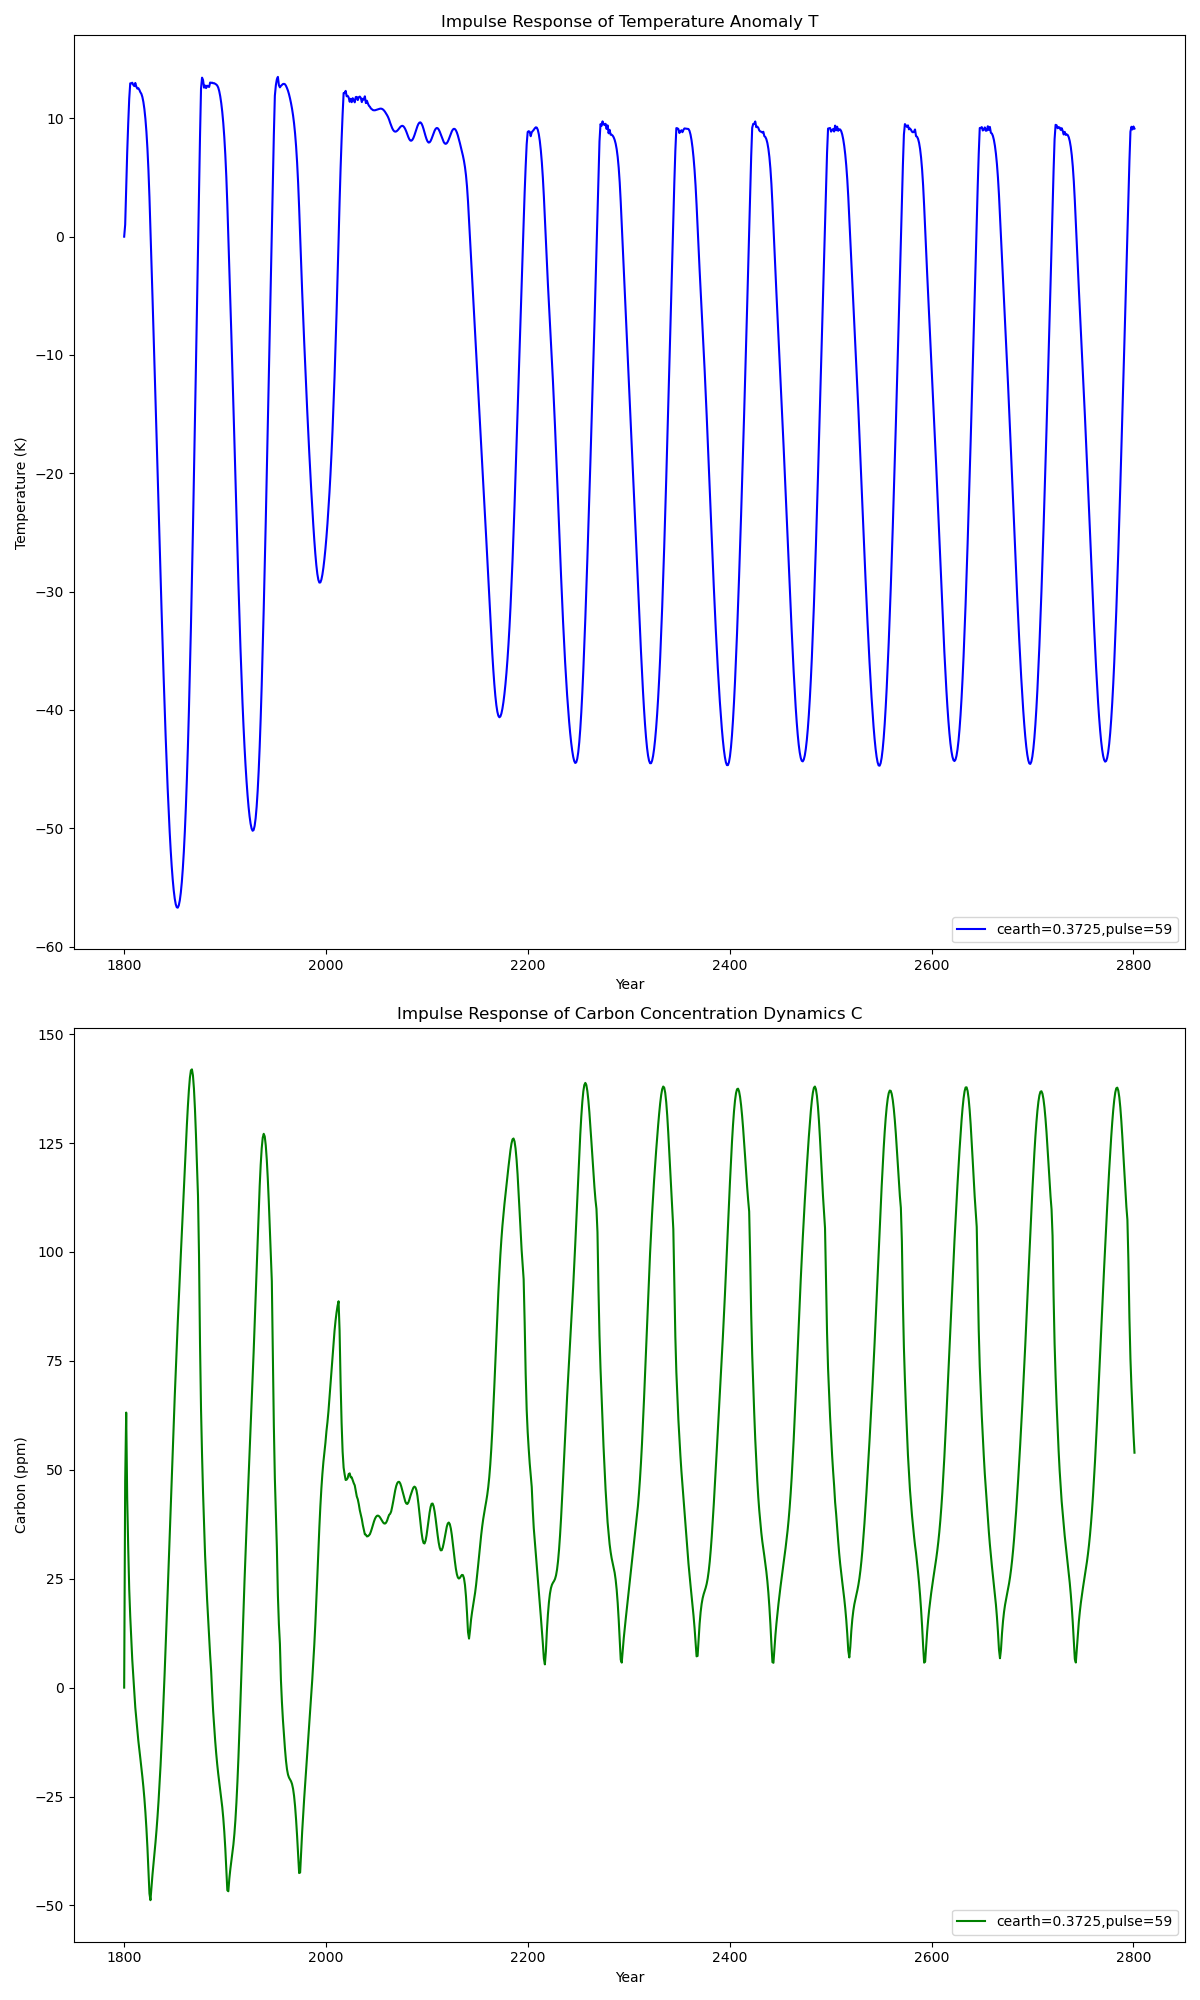 Impulse Response of Temperature Anomaly T
10
0
−10
−20
−30
−40
−50
−60
Temperature (K)
cearth=0.3725,pulse=59
1800 2000 2200 2400 2600 2800
Year
Impulse Response of Carbon Concentration Dynamics C
150
125
100
75
50
25
0
−25
−50
Carbon (ppm)
cearth=0.3725,pulse=59
1800 2000 2200 2400 2600 2800
Year